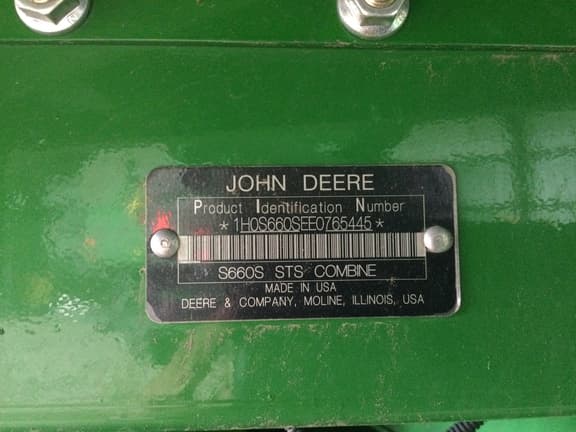 JOHN DEERE
Product Identification Number
*1H0S660SEE0765445*
S660S STS COMBINE
MADE IN USA
DEERE & COMPANY, MOLINE, ILLINOIS, USA